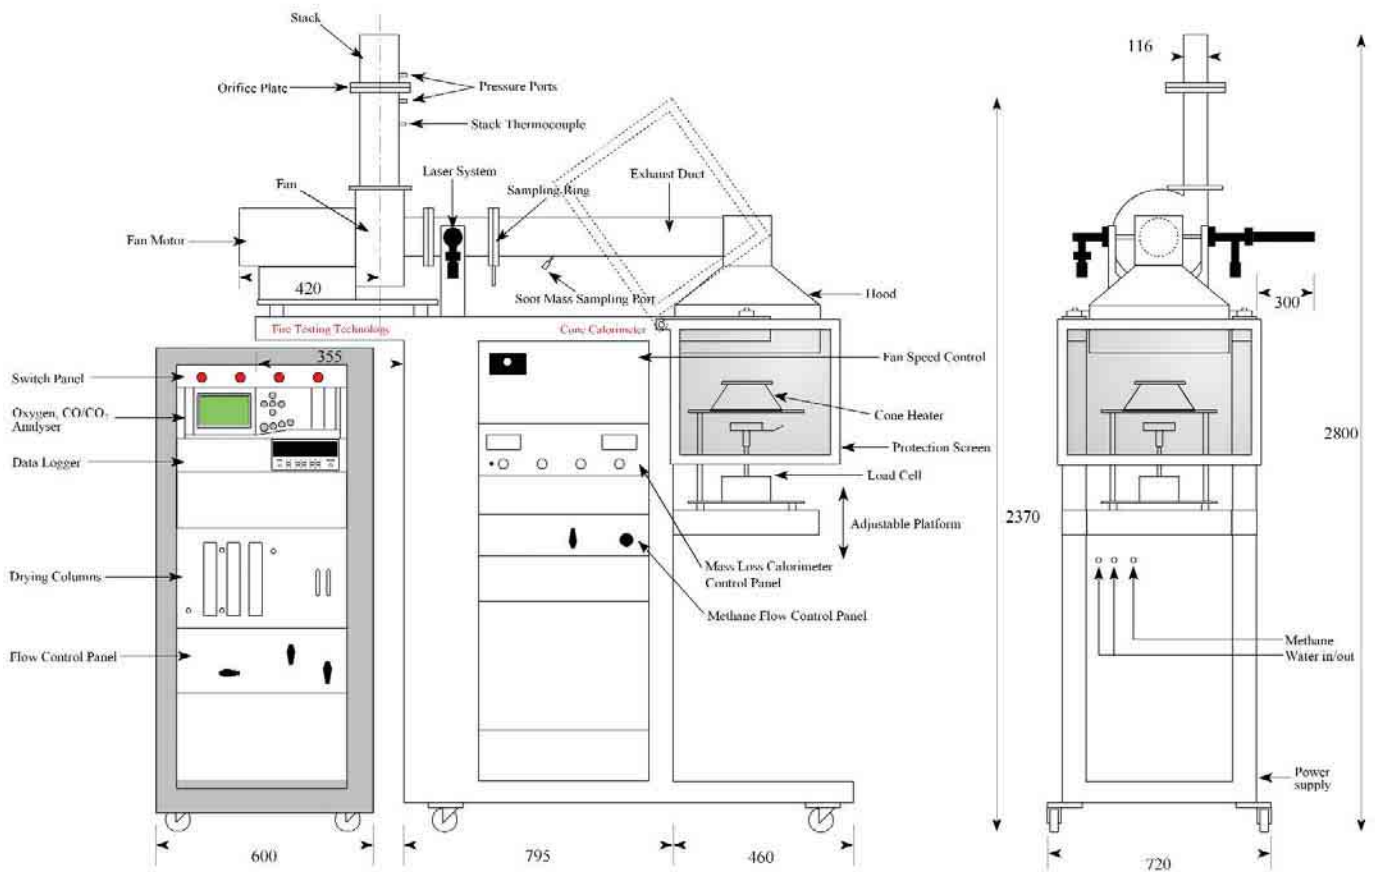 Stack
116
Orifice Plate
Pressure Ports
Stack Thermocouple
Laser System
Fan
Sampling Ring
Exhaust Duct
Fan Motor
420
Soot Mass Sampling Port
Hood
300
Fire Testing Technology
Cone Calorimeter
355
Fan Speed Control
Switch Panel
Oxygen, CO/CO₂
Analyser
Cone Heater
2800
Protection Screen
Data Logger
Load Cell
2370
Adjustable Platform
Drying Columns
Mass Loss Calorimeter
Control Panel
Methane Flow Control Panel
Methane
Water in/out
Flow Control Panel
Power
supply
600
795
460
720